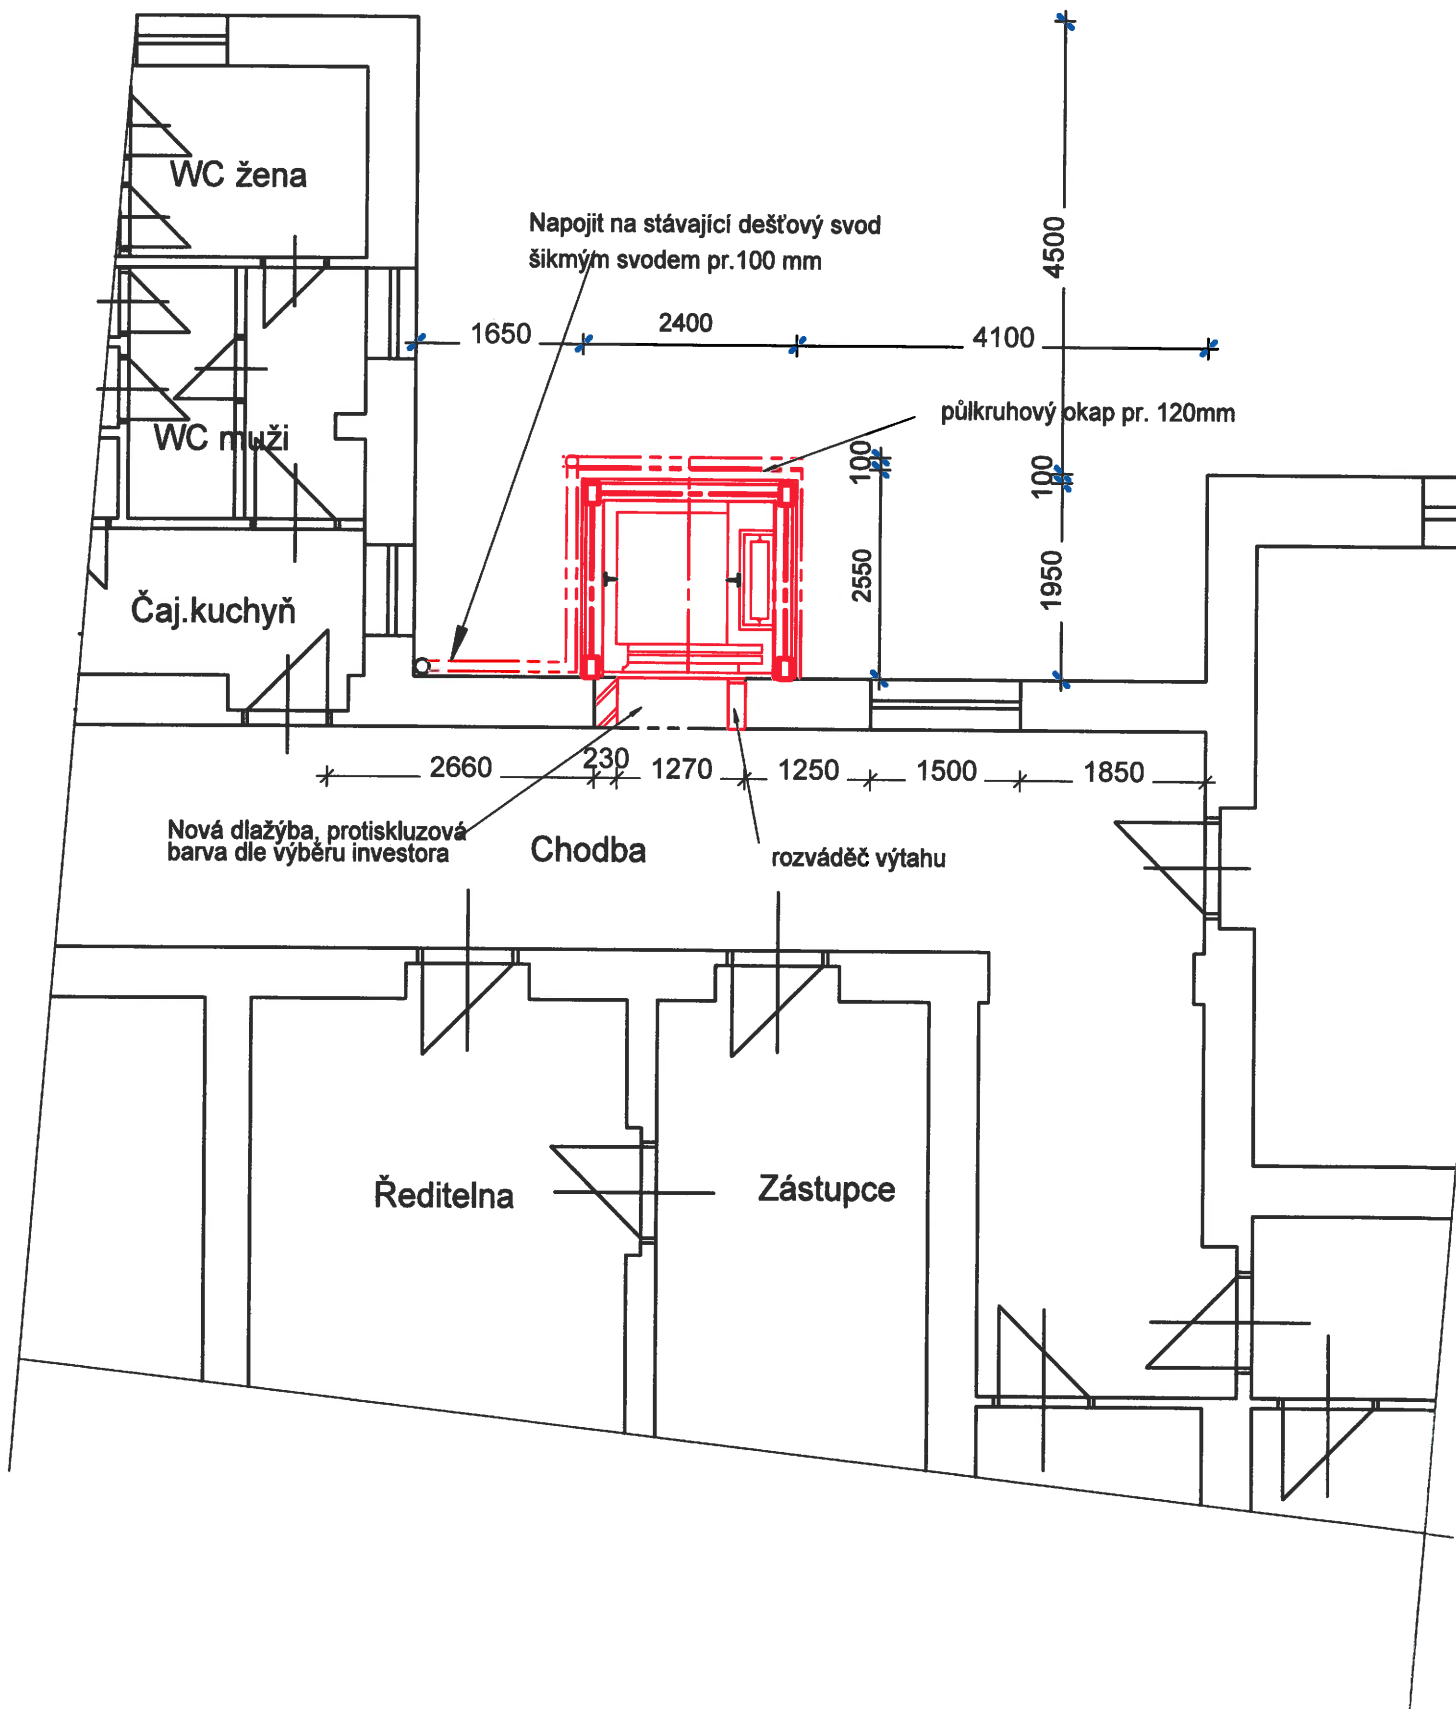 WC žena
Napojit na stávající dešťový svod
šikmým svodem pr.100 mm
4500
1650
2400
4100
půlkruhový okap pr. 120mm
WC muži
100
100
2550
1950
Čaj.kuchyň
2660
230
1270
1250
1500
1850
Nová dlažýba, protiskluzová
barva dle výběru investora
Chodba
rozváděč výtahu
Ředitelna
Zástupce